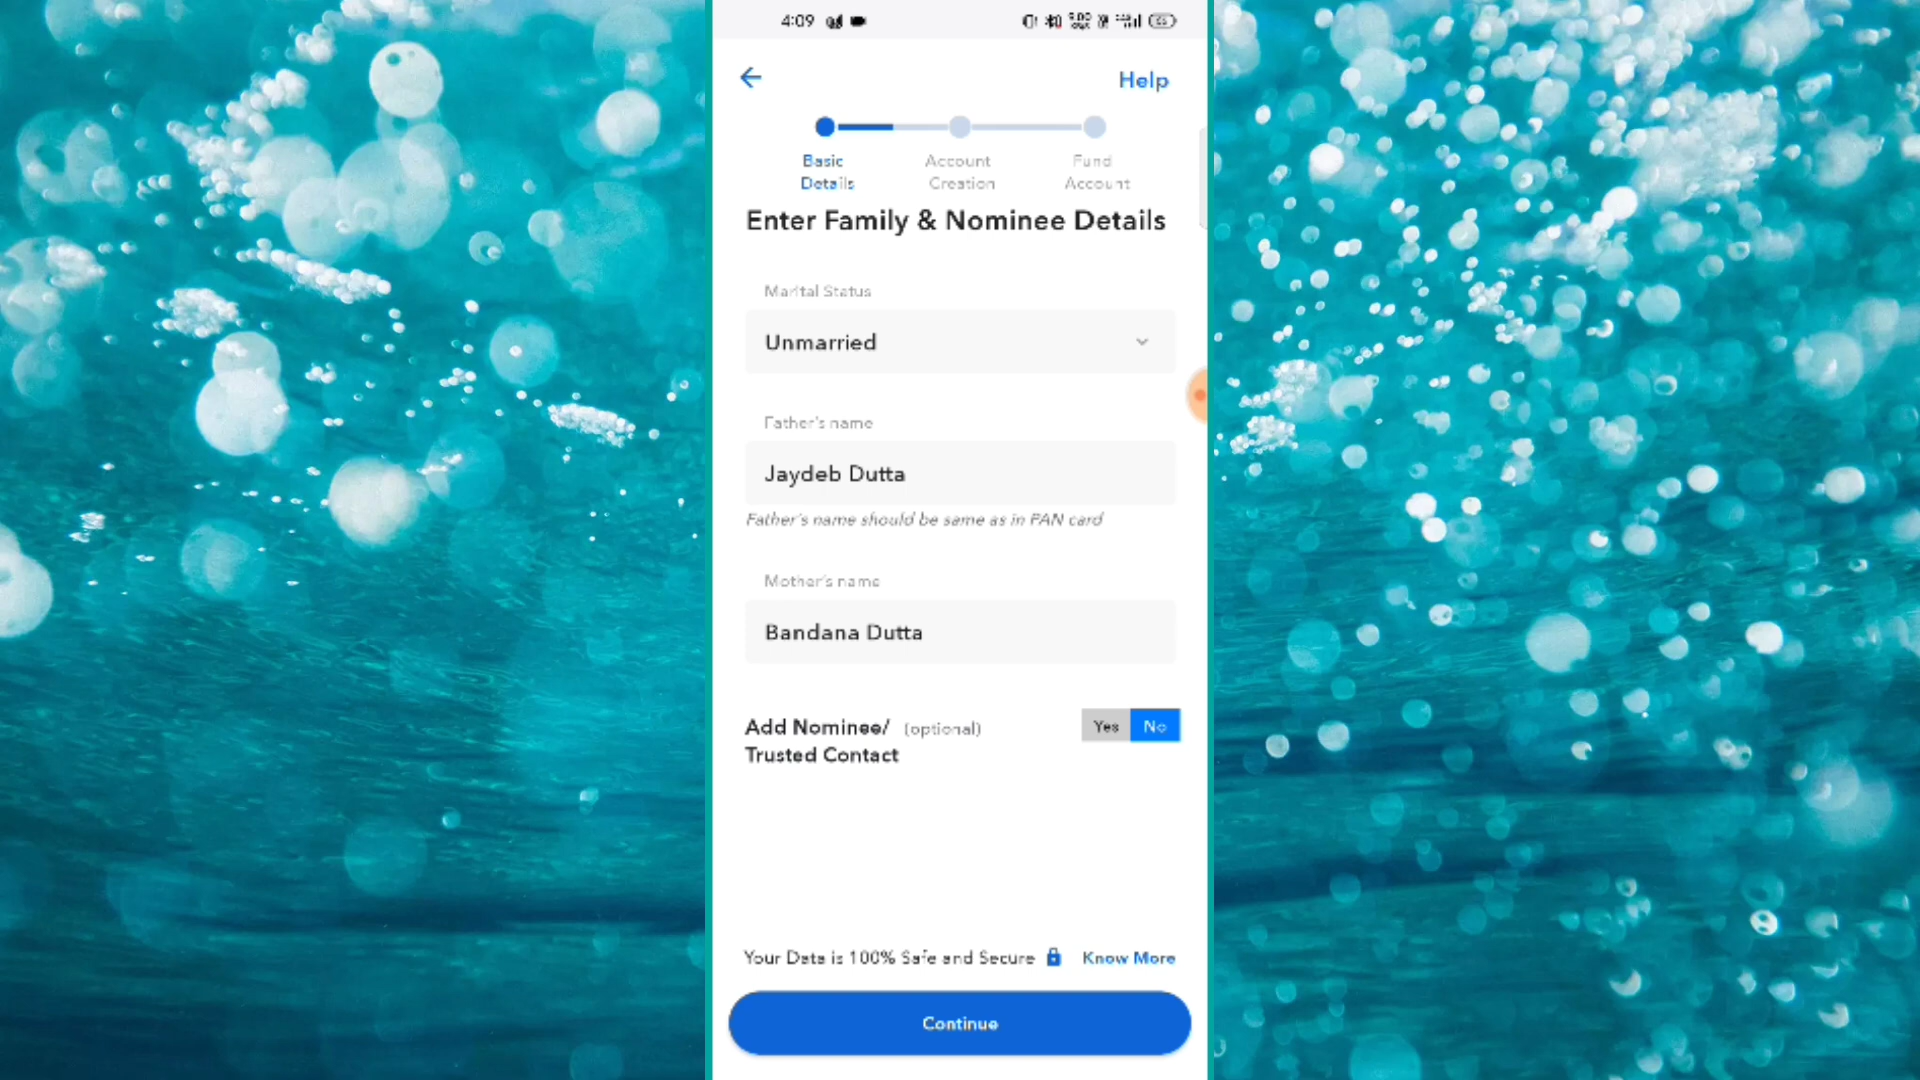 4:09
Help
Basic Details
Account Creation
Fund Account
Enter Family & Nominee Details
Marital Status
Unmarried
Father's name
Jaydeb Dutta
Father's name should be same as in PAN card
Mother's name
Bandana Dutta
Add Nominee/ (optional)
Trusted Contact
Yes No
Your Data is 100% Safe and Secure Know More
Continue